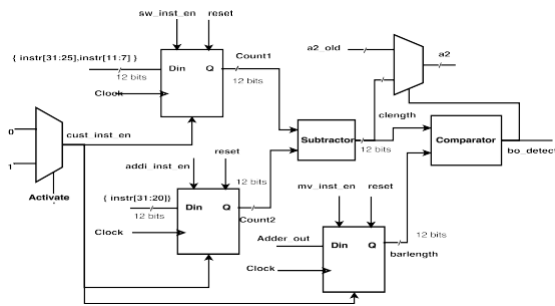 sw_inst_en reset
{ instr[31:25],instr[11:7] }
12 bits
Din Q
Count1
12 bits
Clock
a2_old
a2
0
cust_inst_en
1
Activate
addi_inst_en
reset
Subtractor
clength
12 bits
Comparator
bo_detect
{ instr[31:20]}
12 bits
Din Q
12 bits
Count2
Clock
mv_inst_en reset
Adder_out
Din Q
12 bits
barlength
Clock